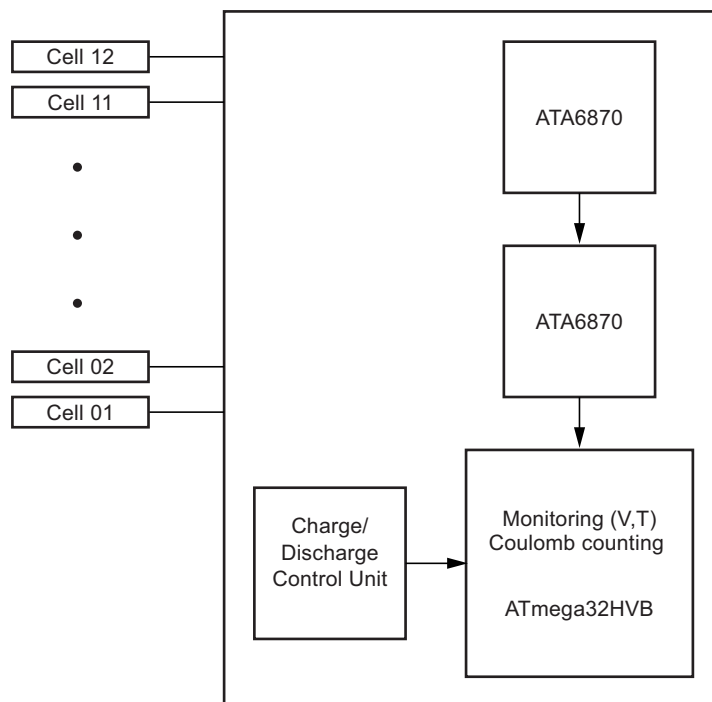 Cell 12
Cell 11
Cell 02
Cell 01
ATA6870
ATA6870
Charge/
Discharge
Control Unit
Monitoring (V,T)
Coulomb counting
ATmega32HVB